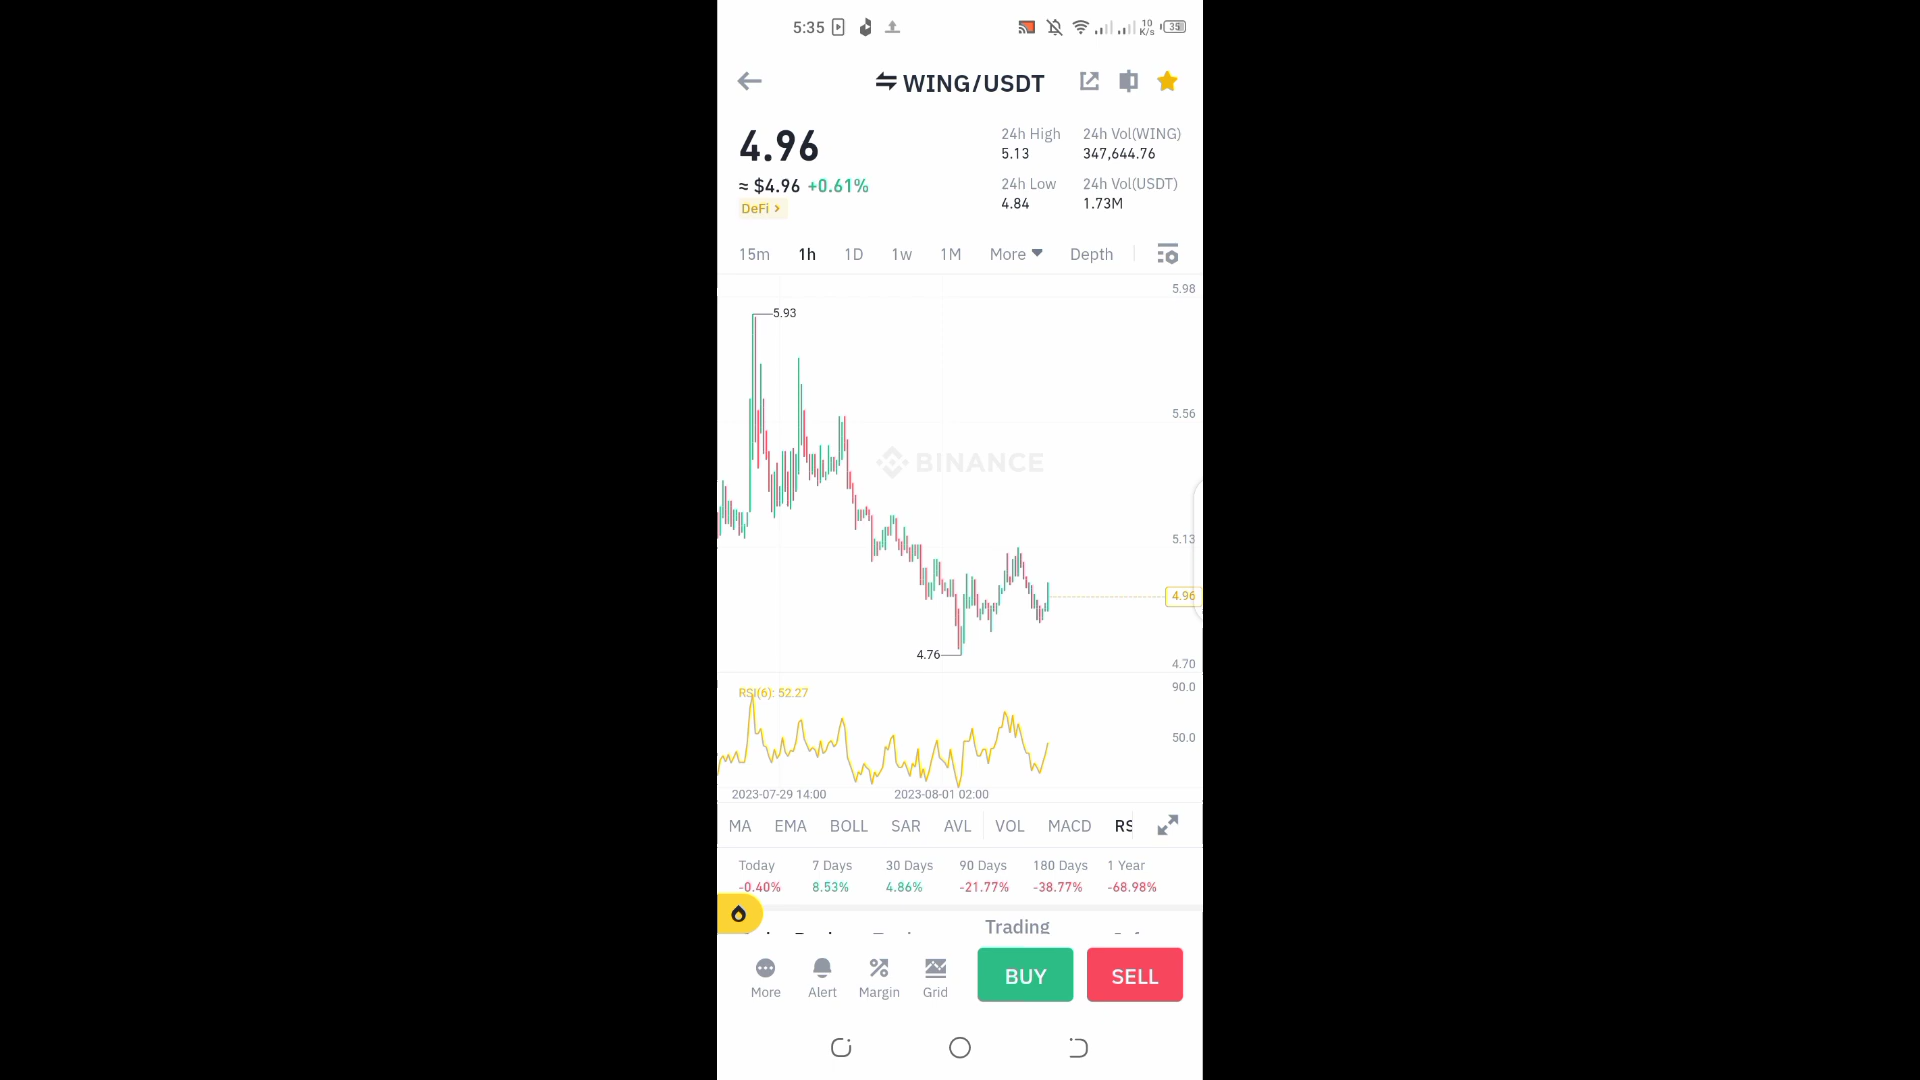 5:35
10
K/s
35
WING/USDT
4.96
≈ $4.96 +0.61%
DeFi
24h High
5.13
24h Vol(WING)
347,644.76
24h Low
4.84
24h Vol(USDT)
1.73M
15m 1h 1D 1w 1M More Depth
5.98
5.93
5.56
BINANCE
5.13
4.96
4.76
4.70
RSI(6): 52.27
90.0
50.0
2023-07-29 14:00 2023-08-01 02:00
MA EMA BOLL SAR AVL VOL MACD RS
Today 7 Days 30 Days 90 Days 180 Days 1 Year
-0.40% 8.53% 4.86% -21.77% -38.77% -68.98%
Trading
More Alert Margin Grid
BUY SELL